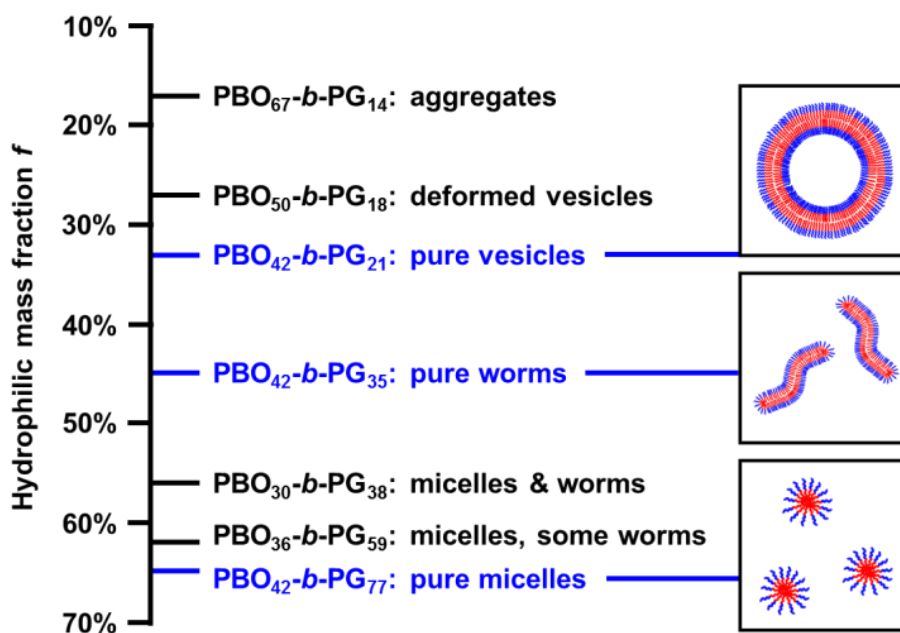 Hydrophilic mass fraction f
10%
PBO₆₇-b-PG₁₄: aggregates
20%
PBO₅₀-b-PG₁₈: deformed vesicles
30%
PBO₄₂-b-PG₂₁: pure vesicles
40%
PBO₄₂-b-PG₃₅: pure worms
50%
PBO₃₀-b-PG₃₈: micelles & worms
60%
PBO₃₆-b-PG₅₉: micelles, some worms
PBO₄₂-b-PG₇₇: pure micelles
70%